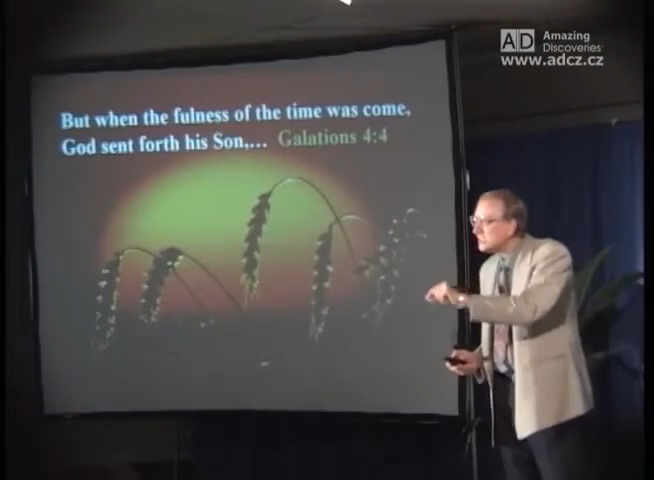 AD Amazing
Discoveries
www.adcz.cz
But when the fulness of the time was come,
God sent forth his Son,... Galations 4:4